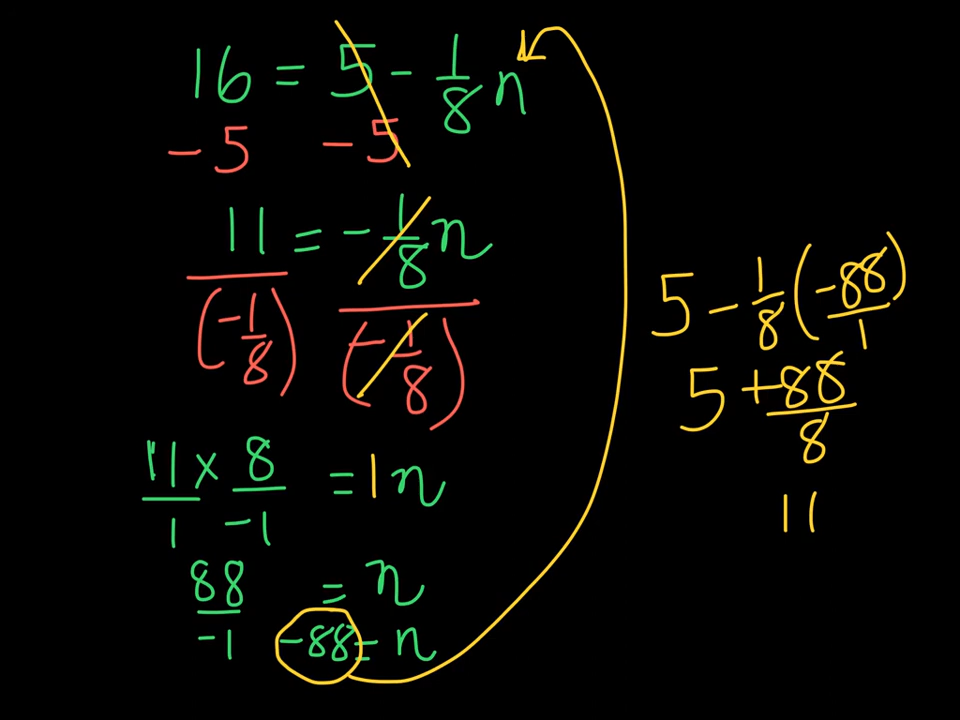 16 = 5 - 1/8 n
- 5 - 5
11 = - 1/8 n
(-1/8) (-1/8)
11/1 x 8/-1 = 1n
88/-1 = n
-88 = n
5 - 1/8 (-88/1)
5 + 88/8
11